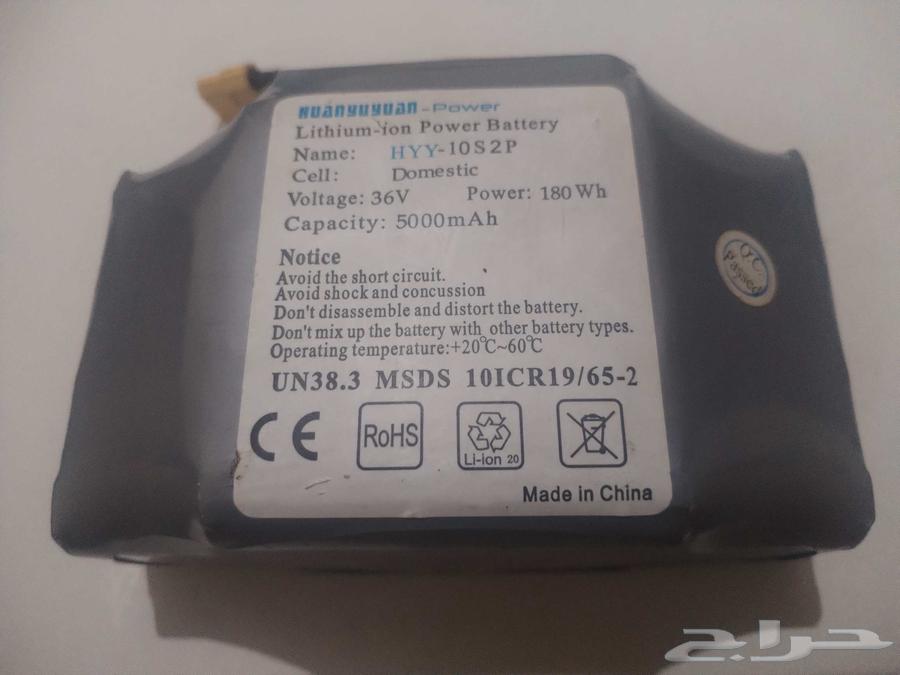 HUANYUYUAN-Power
Lithium-ion Power Battery
Name: HYY-10S2P
Cell: Domestic
Voltage: 36V Power: 180Wh
Capacity: 5000mAh
Notice
Avoid the short circuit.
Avoid shock and concussion
Don't disassemble and distort the battery.
Don't mix up the battery with other battery types.
Operating temperature:+20℃~60℃
UN38.3 MSDS 10ICR19/65-2
CE RoHS
Li-ion 20
Made in China
Q.C.
Passed
حراج